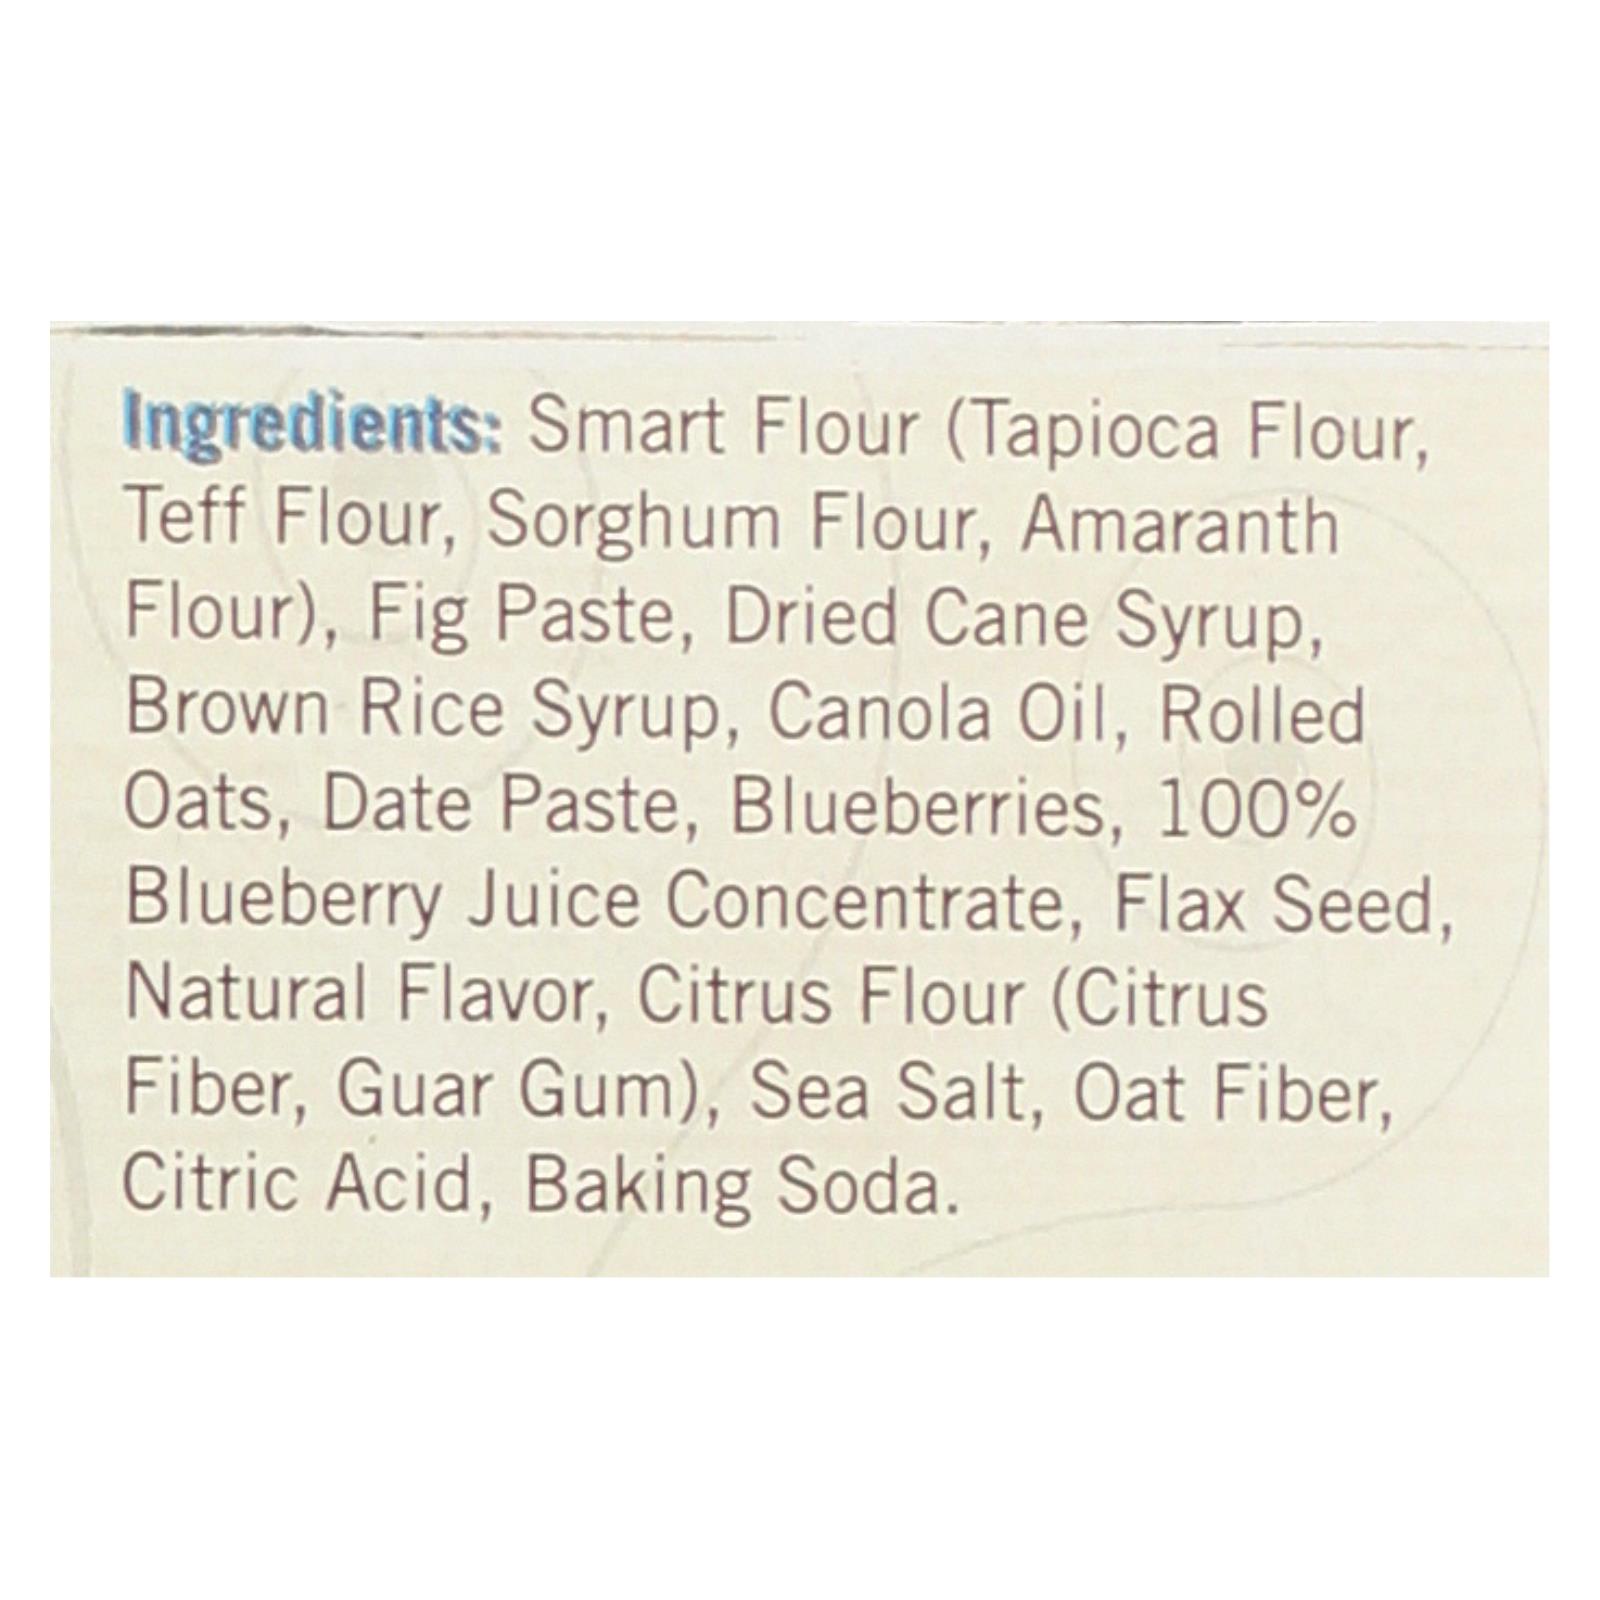 Ingredients: Smart Flour (Tapioca Flour,
Teff Flour, Sorghum Flour, Amaranth
Flour), Fig Paste, Dried Cane Syrup,
Brown Rice Syrup, Canola Oil, Rolled
Oats, Date Paste, Blueberries, 100%
Blueberry Juice Concentrate, Flax Seed,
Natural Flavor, Citrus Flour (Citrus
Fiber, Guar Gum), Sea Salt, Oat Fiber,
Citric Acid, Baking Soda.